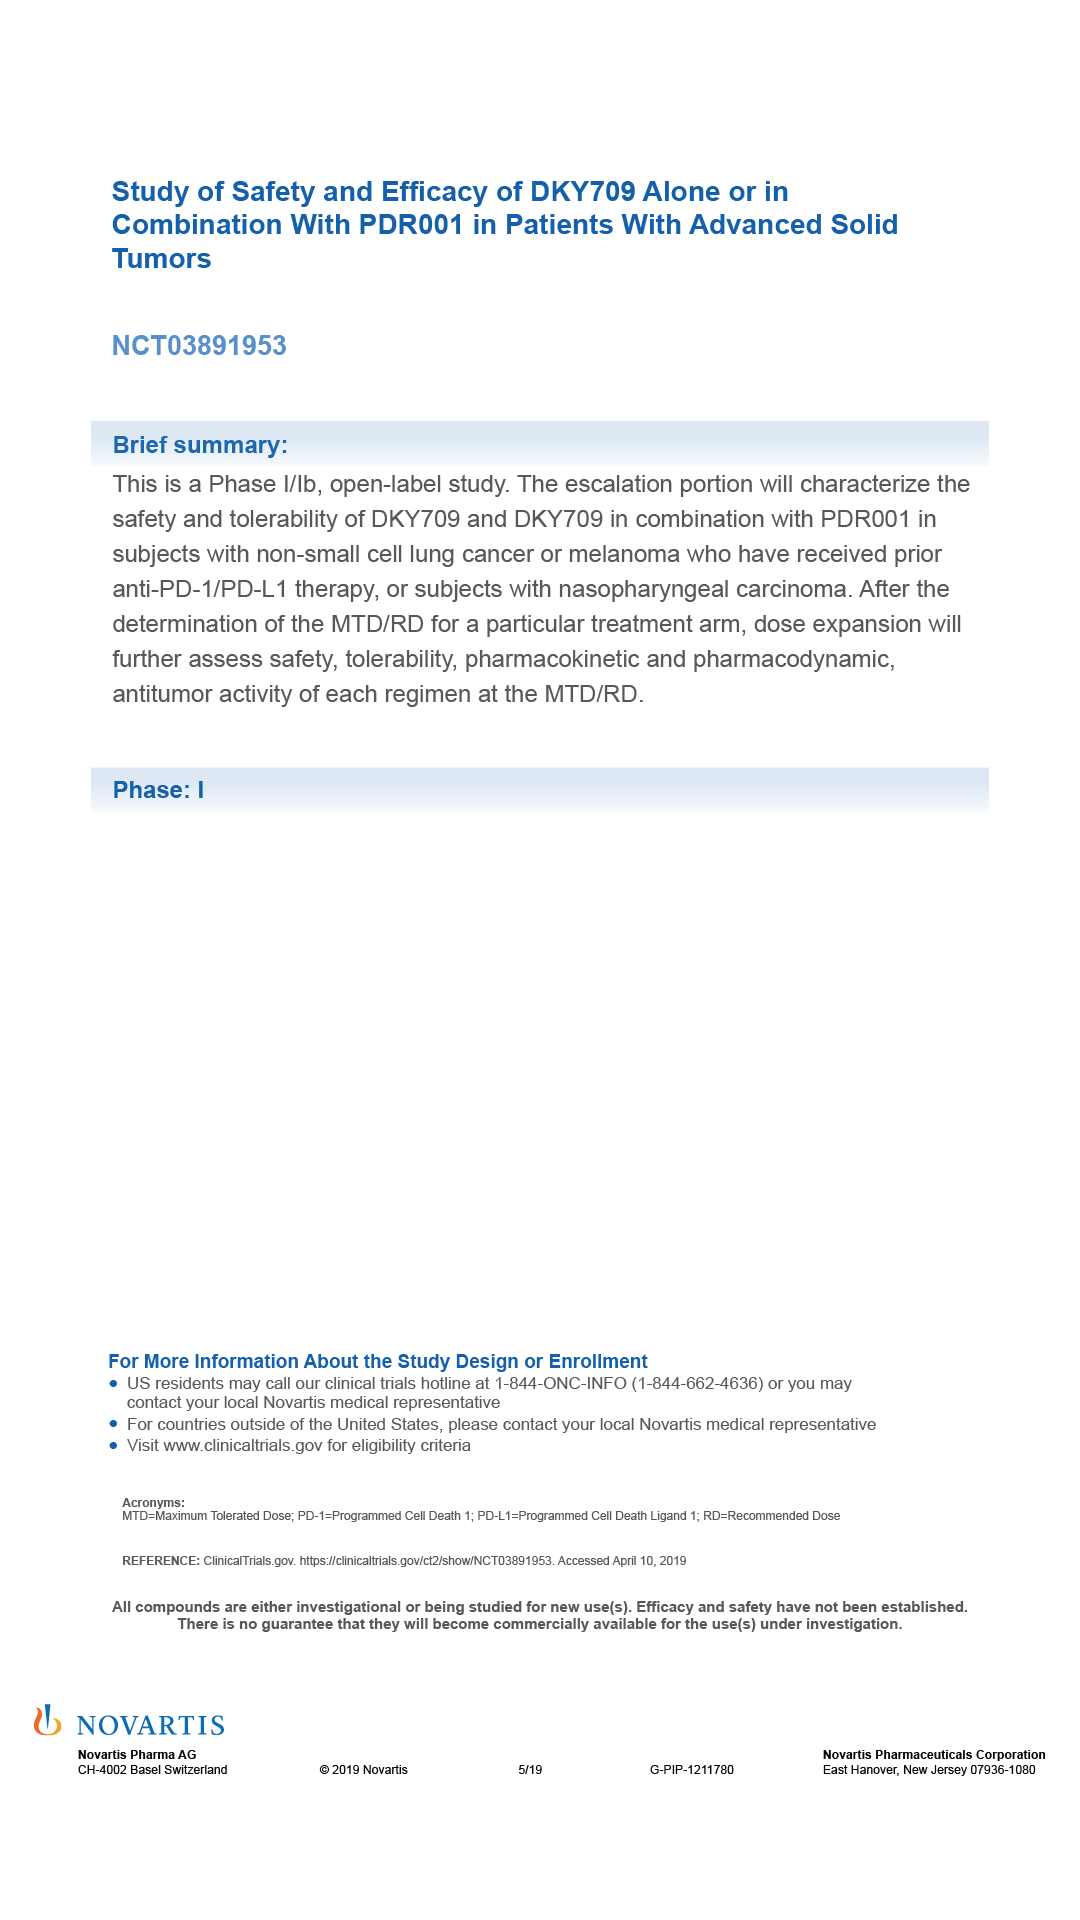 Study of Safety and Efficacy of DKY709 Alone or in
Combination With PDR001 in Patients With Advanced Solid
Tumors
NCT03891953
Brief summary:
This is a Phase I/Ib, open-label study. The escalation portion will characterize the
safety and tolerability of DKY709 and DKY709 in combination with PDR001 in
subjects with non-small cell lung cancer or melanoma who have received prior
anti-PD-1/PD-L1 therapy, or subjects with nasopharyngeal carcinoma. After the
determination of the MTD/RD for a particular treatment arm, dose expansion will
further assess safety, tolerability, pharmacokinetic and pharmacodynamic,
antitumor activity of each regimen at the MTD/RD.
Phase: I
For More Information About the Study Design or Enrollment
• US residents may call our clinical trials hotline at 1-844-ONC-INFO (1-844-662-4636) or you may
contact your local Novartis medical representative
• For countries outside of the United States, please contact your local Novartis medical representative
• Visit www.clinicaltrials.gov for eligibility criteria
Acronyms:
MTD=Maximum Tolerated Dose; PD-1=Programmed Cell Death 1; PD-L1=Programmed Cell Death Ligand 1; RD=Recommended Dose
REFERENCE: ClinicalTrials.gov. https://clinicaltrials.gov/ct2/show/NCT03891953. Accessed April 10, 2019
All compounds are either investigational or being studied for new use(s). Efficacy and safety have not been established.
There is no guarantee that they will become commercially available for the use(s) under investigation.
NOVARTIS
Novartis Pharma AG Novartis Pharmaceuticals Corporation
CH-4002 Basel Switzerland © 2019 Novartis 5/19 G-PIP-1211780 East Hanover, New Jersey 07936-1080